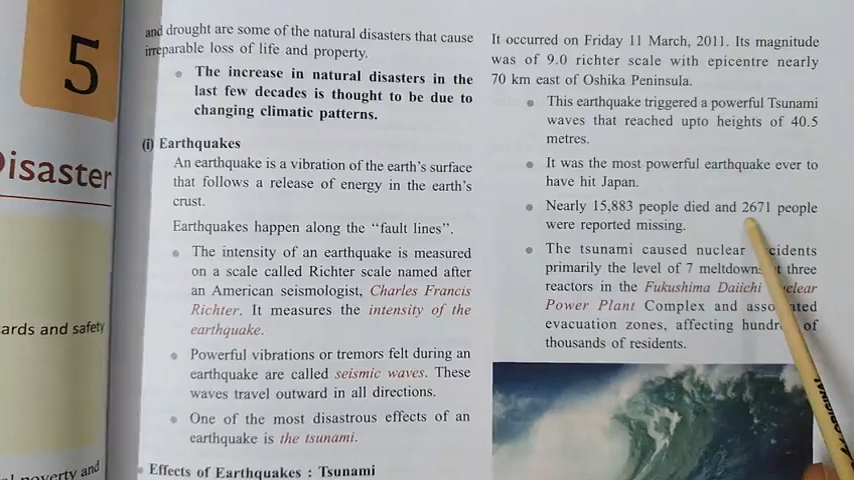 5
Disaster
ards and safety
poverty and
and drought are some of the natural disasters that cause
irreparable loss of life and property.
• The increase in natural disasters in the
last few decades is thought to be due to
changing climatic patterns.
(i) Earthquakes
An earthquake is a vibration of the earth's surface
that follows a release of energy in the earth's
crust.
Earthquakes happen along the "fault lines".
• The intensity of an earthquake is measured
on a scale called Richter scale named after
an American seismologist, Charles Francis
Richter. It measures the intensity of the
earthquake.
• Powerful vibrations or tremors felt during an
earthquake are called seismic waves. These
waves travel outward in all directions.
• One of the most disastrous effects of an
earthquake is the tsunami.
• Effects of Earthquakes : Tsunami
It occurred on Friday 11 March, 2011. Its magnitude
was of 9.0 richter scale with epicentre nearly
70 km east of Oshika Peninsula.
• This earthquake triggered a powerful Tsunami
waves that reached upto heights of 40.5
metres.
• It was the most powerful earthquake ever to
have hit Japan.
• Nearly 15,883 people died and 2671 people
were reported missing.
• The tsunami caused nuclear cidents
primarily the level of 7 meltdowns at three
reactors in the Fukushima Daiichi Nuclear
Power Plant Complex and associated
evacuation zones, affecting hundr of
thousands of residents.